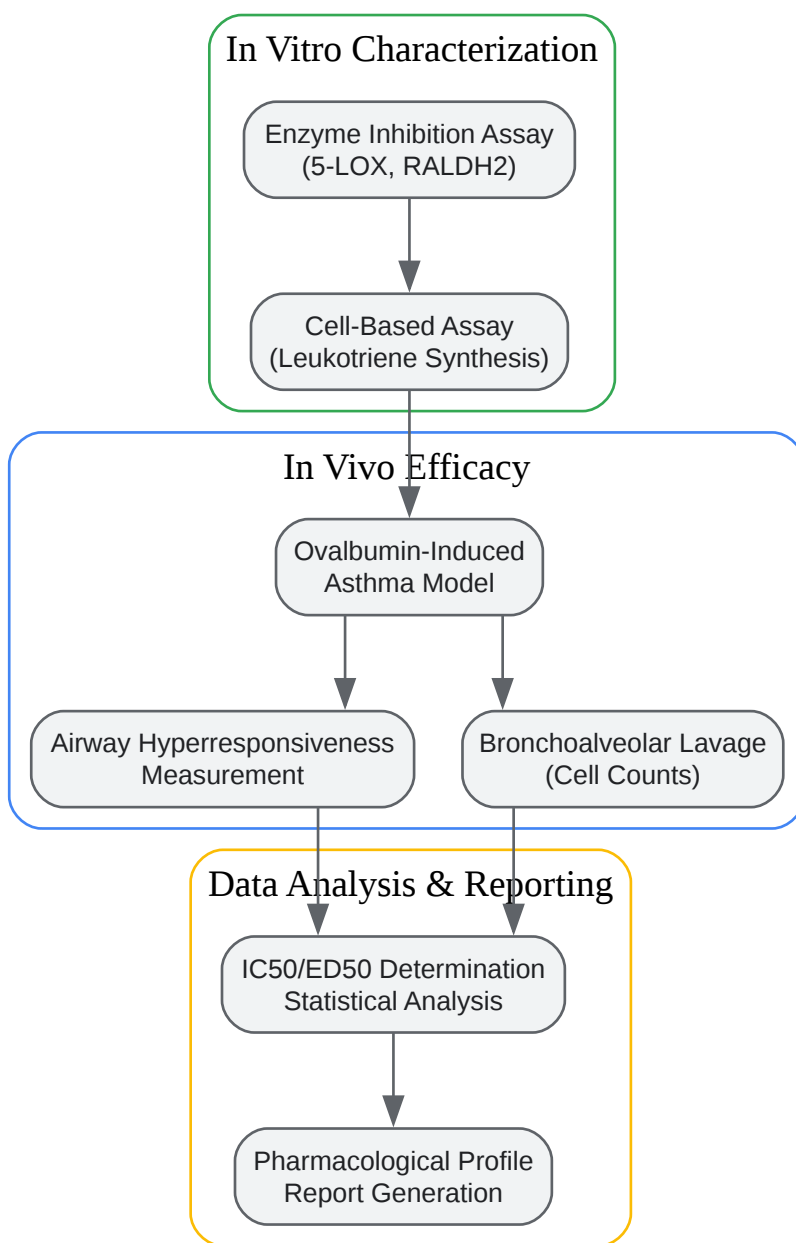 In Vitro Characterization
Enzyme Inhibition Assay
(5-LOX, RALDH2)
Cell-Based Assay
(Leukotriene Synthesis)
In Vivo Efficacy
Ovalbumin-Induced
Asthma Model
Airway Hyperresponsiveness
Measurement
Bronchoalveolar Lavage
(Cell Counts)
Data Analysis & Reporting
IC50/ED50 Determination
Statistical Analysis
Pharmacological Profile
Report Generation